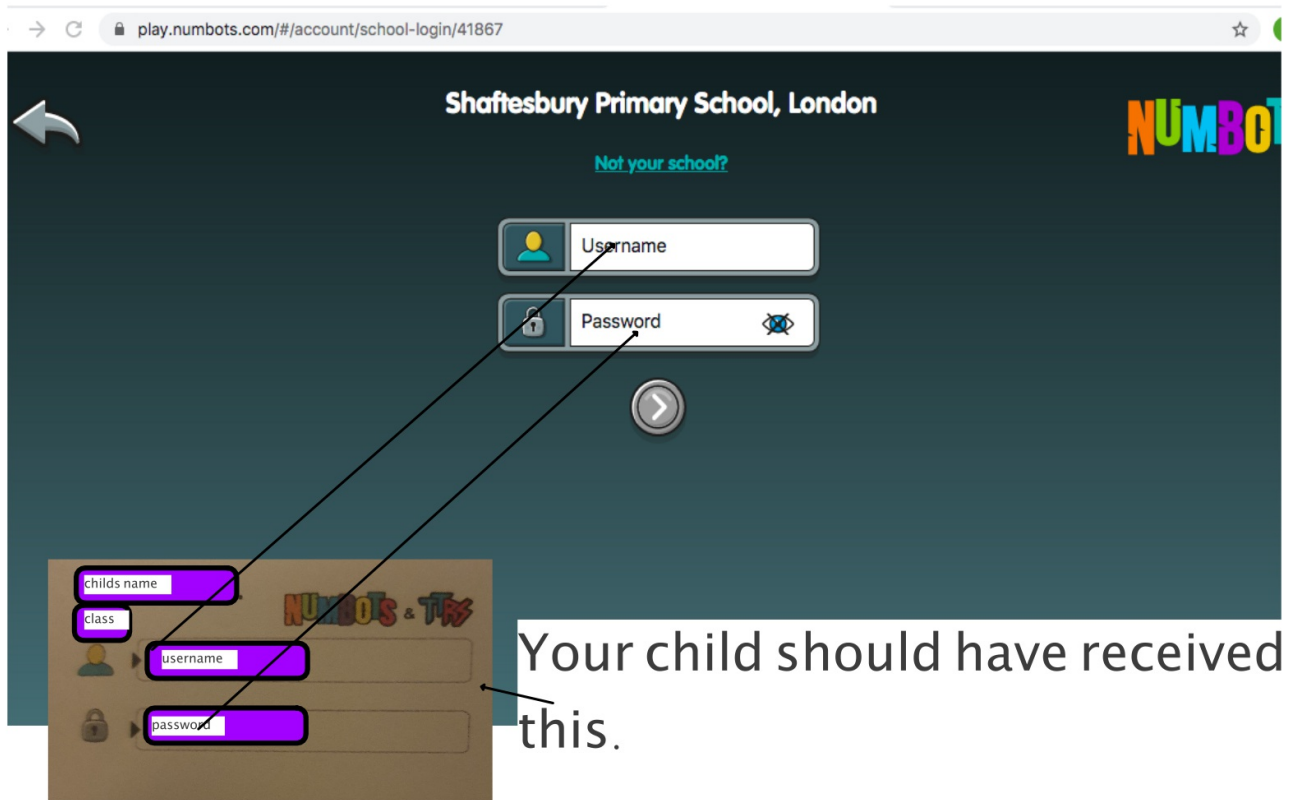 play.numbots.com/#/account/school-login/41867
Shaftesbury Primary School, London
NUMBOT
Not your school?
Username
Password
childs name
NUMBOTS & TTRS
class
username
password
Your child should have received
this.